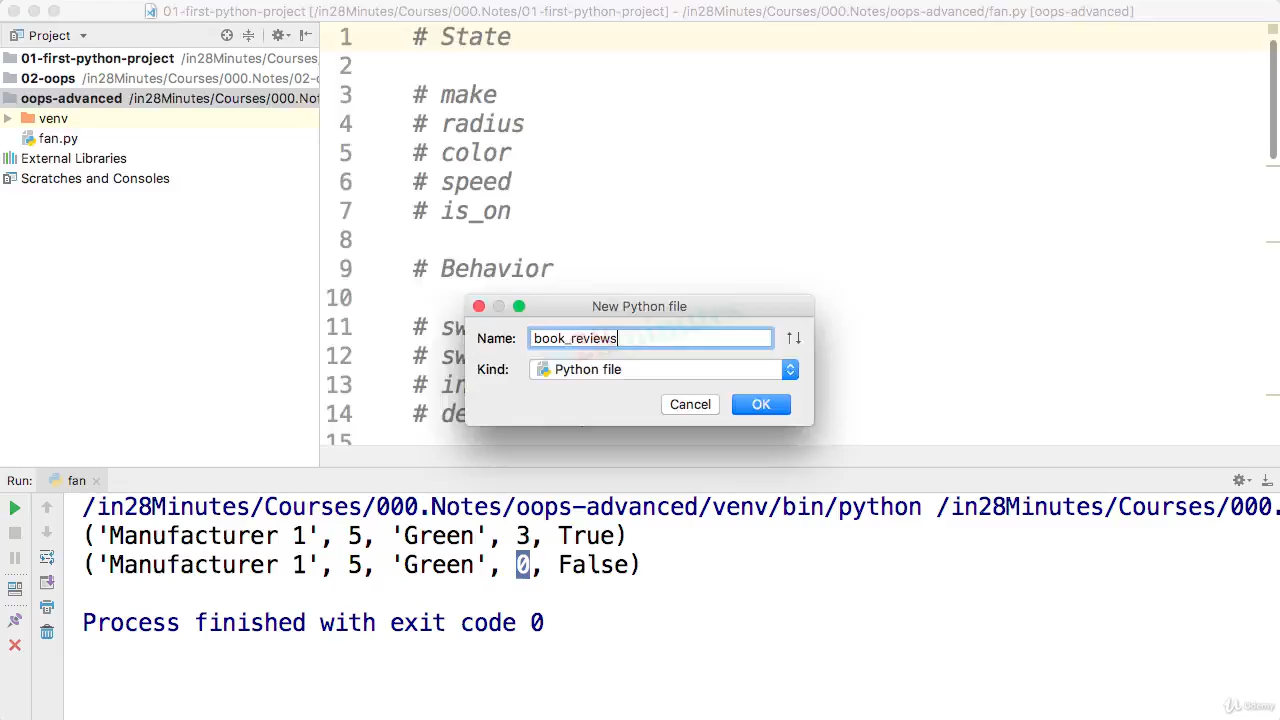 01-first-python-project [/in28Minutes/Courses/000.Notes/01-first-python-project] - /in28Minutes/Courses/000.Notes/oops-advanced/fan.py [oops-advanced]
Project
01-first-python-project /in28Minutes/Courses,
02-oops /in28Minutes/Courses/000.Notes/02-o
oops-advanced /in28Minutes/Courses/000.Not
venv
fan.py
External Libraries
Scratches and Consoles
1 # State
2
3 # make
4 # radius
5 # color
6 # speed
7 # is_on
8
9 # Behavior
10
11 # sw
12 # sw
13 # in
14 # de
15
New Python file
Name: book_reviews
Kind: Python file
Cancel OK
Run: fan
/in28Minutes/Courses/000.Notes/oops-advanced/venv/bin/python /in28Minutes/Courses/000.
('Manufacturer 1', 5, 'Green', 3, True)
('Manufacturer 1', 5, 'Green', 0, False)
Process finished with exit code 0
Udemy